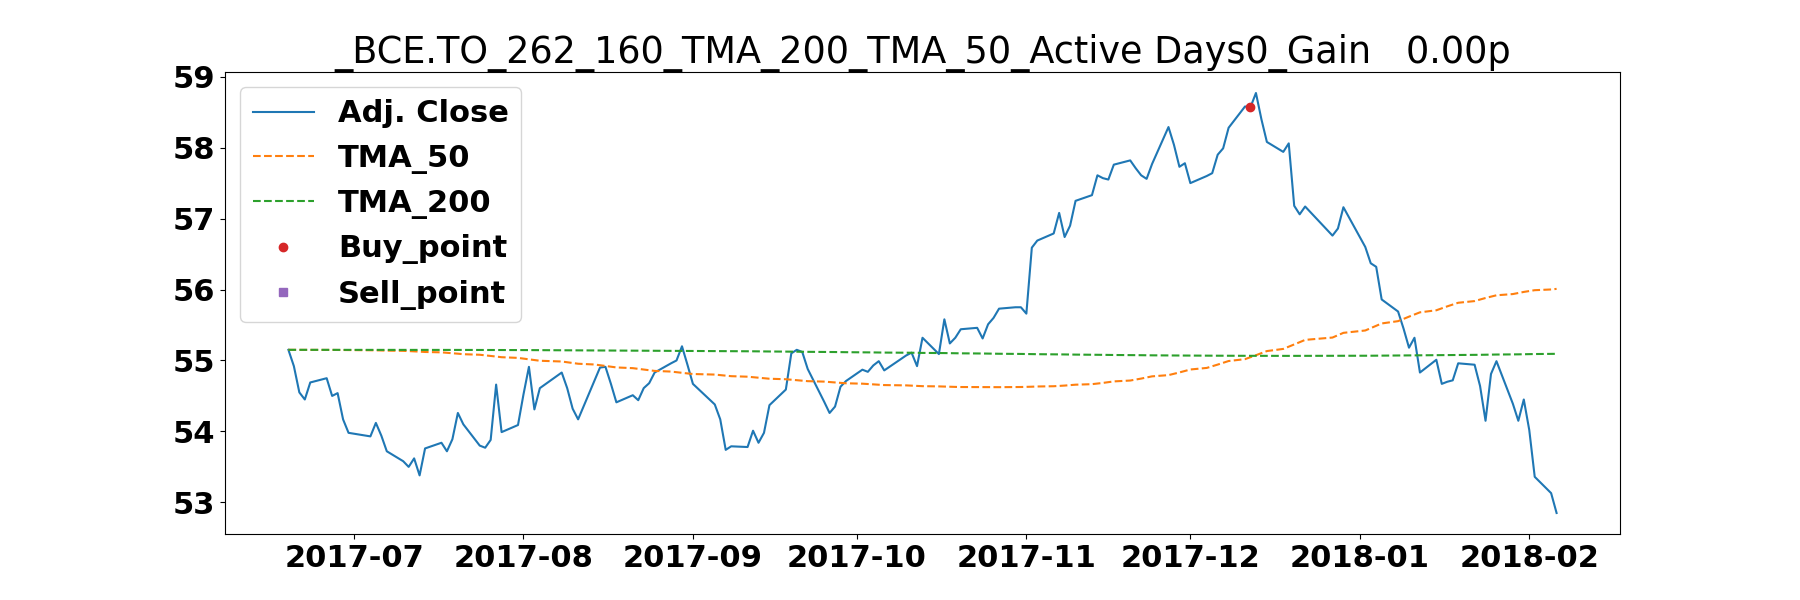 _BCE.TO_262_160_TMA_200_TMA_50_Active Days0_Gain   0.00p
59
58
57
56
55
54
53
Adj. Close
TMA_50
TMA_200
Buy_point
Sell_point
2017-07 2017-08 2017-09 2017-10 2017-11 2017-12 2018-01 2018-02